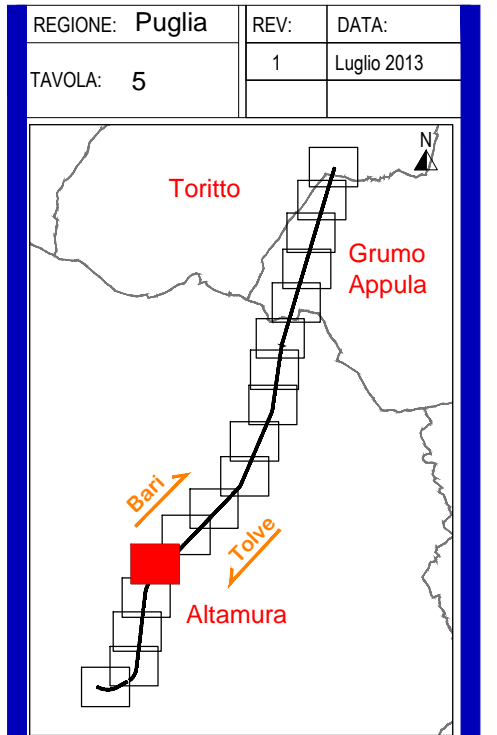 REGIONE: Puglia
REV:
DATA:
1
Luglio 2013
TAVOLA: 5
N
Toritto
Grumo
Appula
Bari
Tolve
Altamura